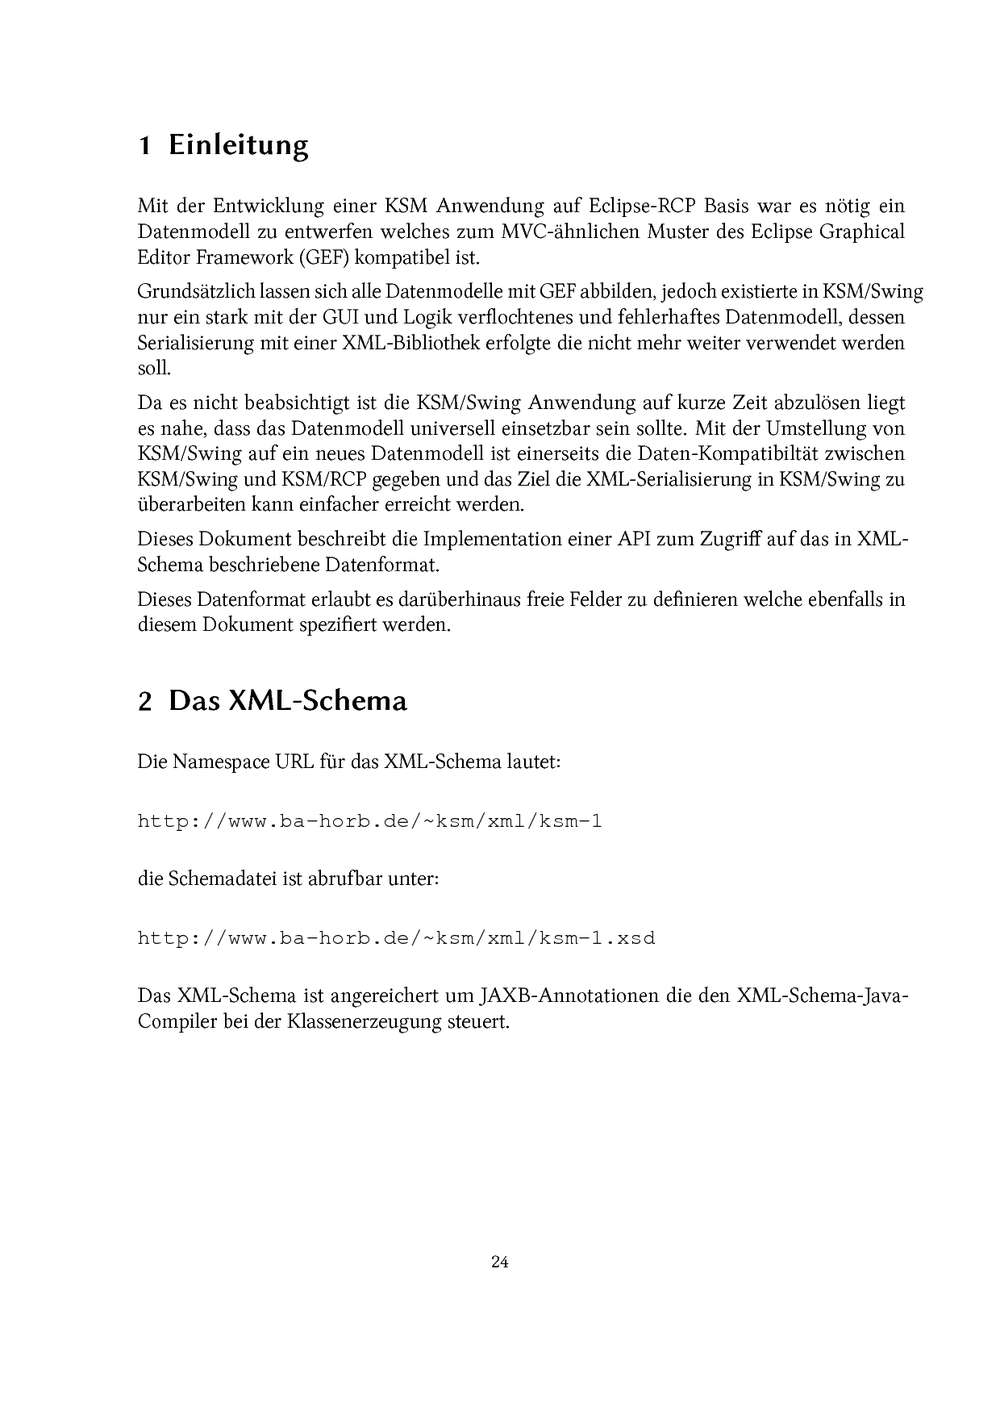 1 Einleitung
Mit der Entwicklung einer KSM Anwendung auf Eclipse-RCP Basis war es nötig ein
Datenmodell zu entwerfen welches zum MVC-ähnlichen Muster des Eclipse Graphical
Editor Framework (GEF) kompatibel ist.
Grundsätzlich lassen sich alle Datenmodelle mit GEF abbilden, jedoch existierte in KSM/Swing
nur ein stark mit der GUI und Logik verflochtenes und fehlerhaftes Datenmodell, dessen
Serialisierung mit einer XML-Bibliothek erfolgte die nicht mehr weiter verwendet werden
soll.
Da es nicht beabsichtigt ist die KSM/Swing Anwendung auf kurze Zeit abzulösen liegt
es nahe, dass das Datenmodell universell einsetzbar sein sollte. Mit der Umstellung von
KSM/Swing auf ein neues Datenmodell ist einerseits die Daten-Kompatibiltät zwischen
KSM/Swing und KSM/RCP gegeben und das Ziel die XML-Serialisierung in KSM/Swing zu
überarbeiten kann einfacher erreicht werden.
Dieses Dokument beschreibt die Implementation einer API zum Zugriff auf das in XML-
Schema beschriebene Datenformat.
Dieses Datenformat erlaubt es darüberhinaus freie Felder zu definieren welche ebenfalls in
diesem Dokument spezifiert werden.
2 Das XML-Schema
Die Namespace URL für das XML-Schema lautet:
http://www.ba-horb.de/~ksm/xml/ksm-1
die Schemadatei ist abrufbar unter:
http://www.ba-horb.de/~ksm/xml/ksm-1.xsd
Das XML-Schema ist angereichert um JAXB-Annotationen die den XML-Schema-Java-
Compiler bei der Klassenerzeugung steuert.
24